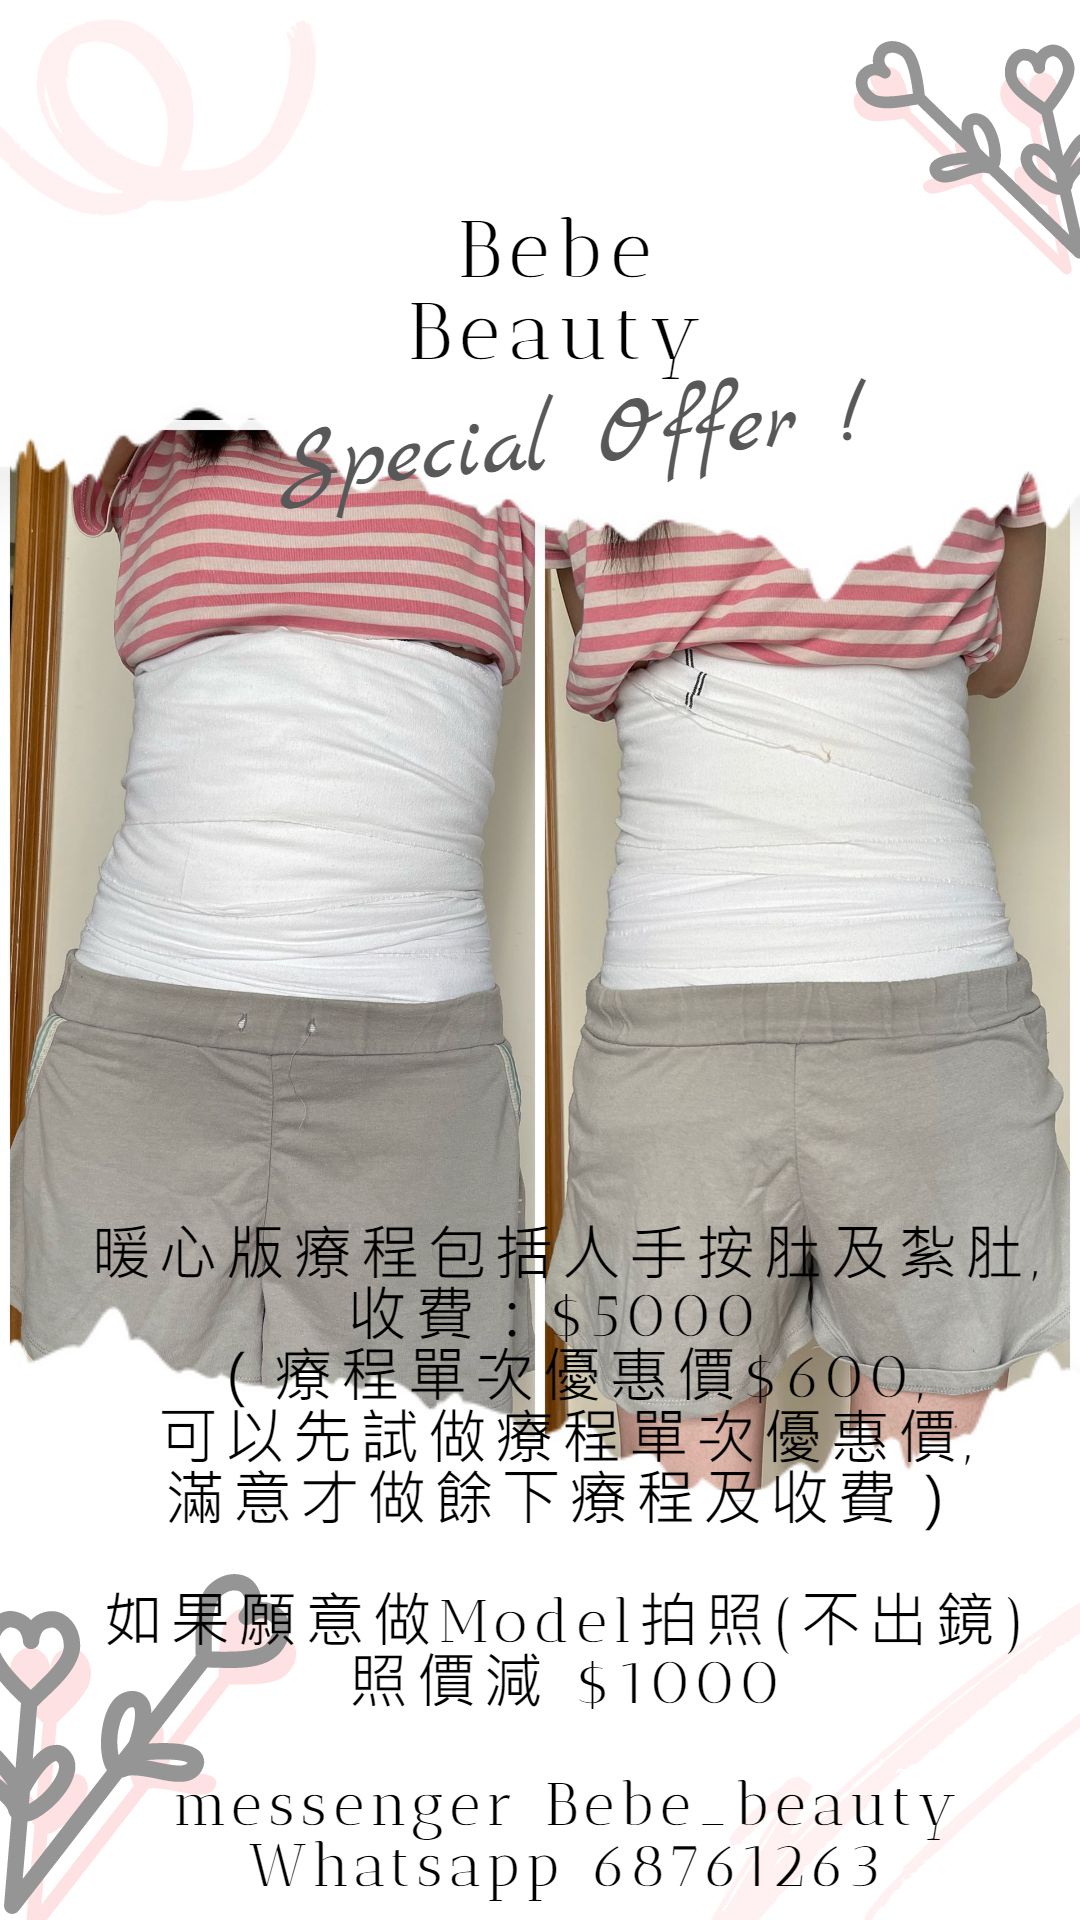 Bebe
Beauty
Special Offer !
暖心版療程包括人手按肚及紮肚,
收費：$5000
（療程單次優惠價$600,
可以先試做療程單次優惠價,
滿意才做餘下療程及收費）
如果願意做Model拍照(不出鏡)
照價減 $1000
messenger Bebe_beauty
Whatsapp 68761263